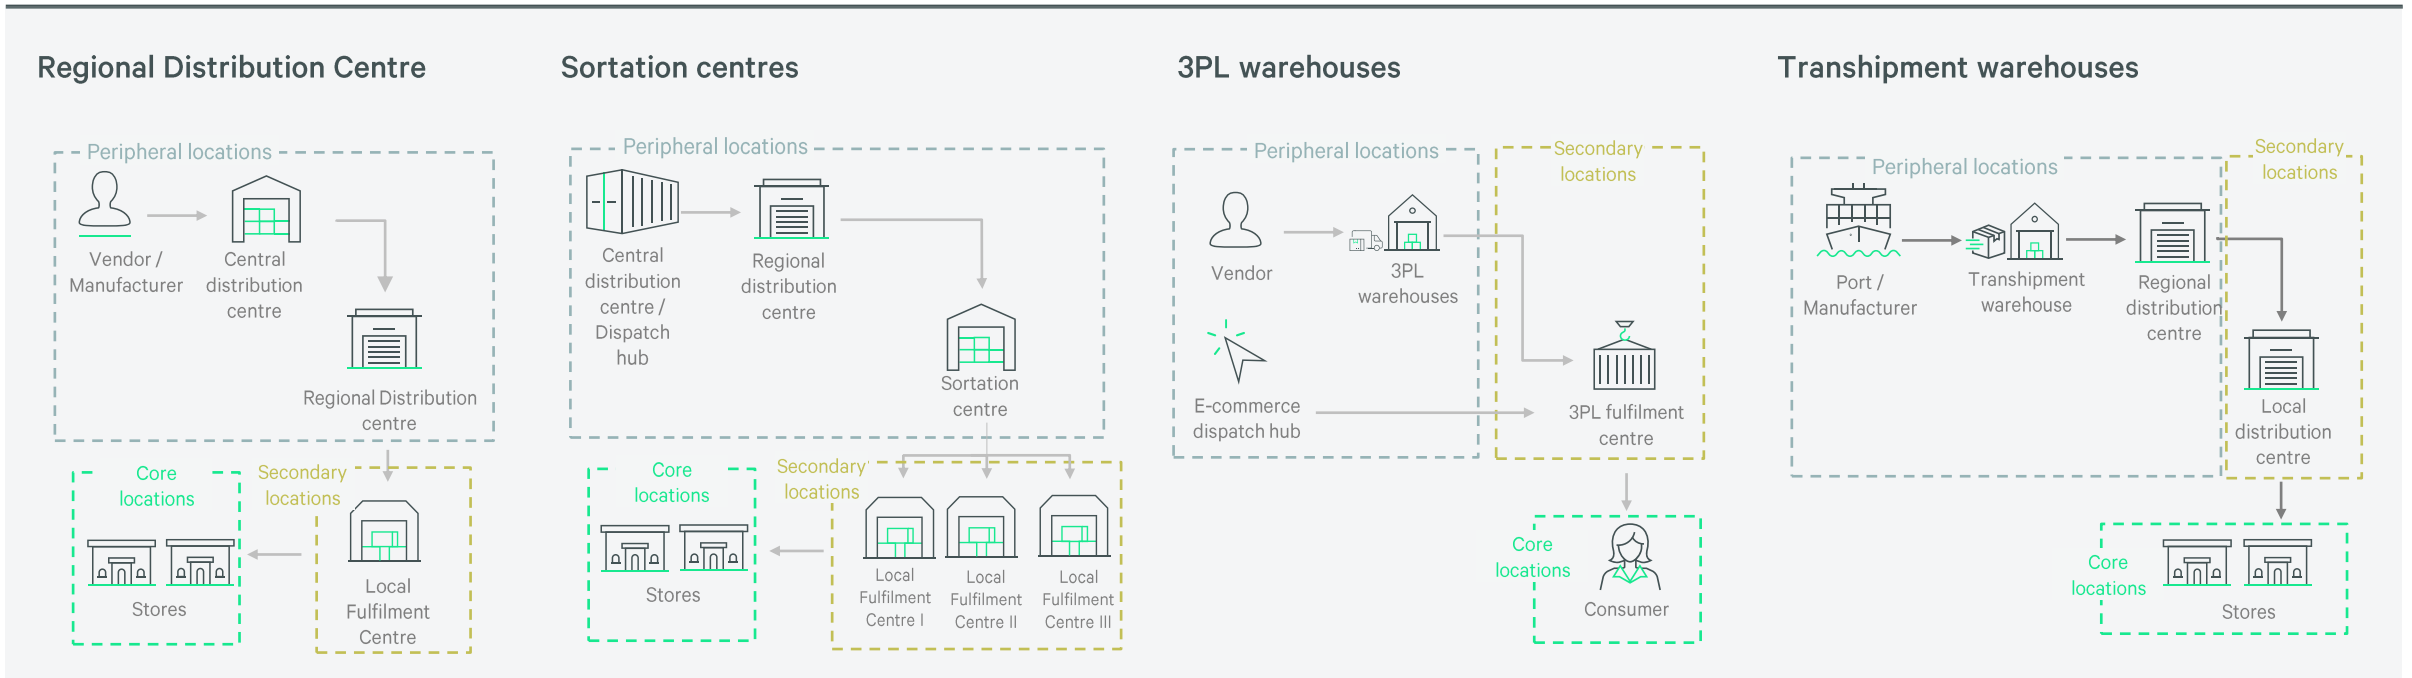 Regional Distribution Centre
Peripheral locations
Vendor /
Manufacturer
Central
distribution
centre
Regional Distribution
centre
Core
locations
Stores
Secondary
locations
Local
Fulfilment
Centre
Sortation centres
Peripheral locations
Central
distribution
centre /
Dispatch
hub
Regional
distribution
centre
Sortation
centre
Core
locations
Stores
Secondary
locations
Local
Fulfilment
Centre I
Local
Fulfilment
Centre II
Local
Fulfilment
Centre III
3PL warehouses
Peripheral locations
Vendor
3PL
warehouses
E-commerce
dispatch hub
Secondary
locations
3PL fulfilment
centre
Core
locations
Consumer
Transhipment warehouses
Peripheral locations
Port /
Manufacturer
Transhipment
warehouse
Regional
distribution
centre
Secondary
locations
Local
distribution
centre
Core
locations
Stores